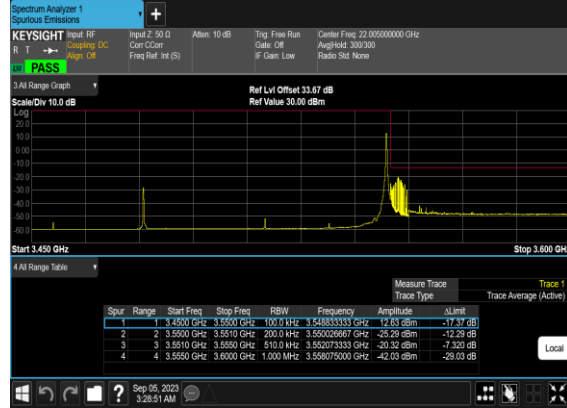 Spectrum Analyzer 1
Spurious Emissions
+
KEYSIGHT Input: RF Input Z: 50 Ω Atten: 10 dB Trig: Free Run Center Freq: 22.005000000 GHz
R T Coupling: DC Corr CCorr Gate: Off Avg|Hold: 300/300
Align: Off Freq Ref: Int (S) IF Gain: Low Radio Std: None
LW PASS
3 All Range Graph
Ref Lvl Offset 33.67 dB
Scale/Div 10.0 dB Ref Value 30.00 dBm
Log
20.0
10.0
0.00
-10.0
-20.0
-30.0
-40.0
-50.0
-60.0
Start 3.450 GHz Stop 3.600 GHz
4 All Range Table
Measure Trace Trace 1
Trace Type Trace Average (Active)
Spur Range Start Freq Stop Freq RBW Frequency Amplitude ΔLimit
1 1 3.4500 GHz 3.5500 GHz 100.0 kHz 3.548833333 GHz 12.63 dBm -17.37 dB
2 2 3.5500 GHz 3.5510 GHz 200.0 kHz 3.550026667 GHz -25.29 dBm -12.29 dB
3 3 3.5510 GHz 3.5550 GHz 510.0 kHz 3.552073333 GHz -20.32 dBm -7.320 dB
4 4 3.5550 GHz 3.6000 GHz 1.000 MHz 3.558075000 GHz -42.03 dBm -29.03 dB
Local
? Sep 05, 2023
3:28:51 AM